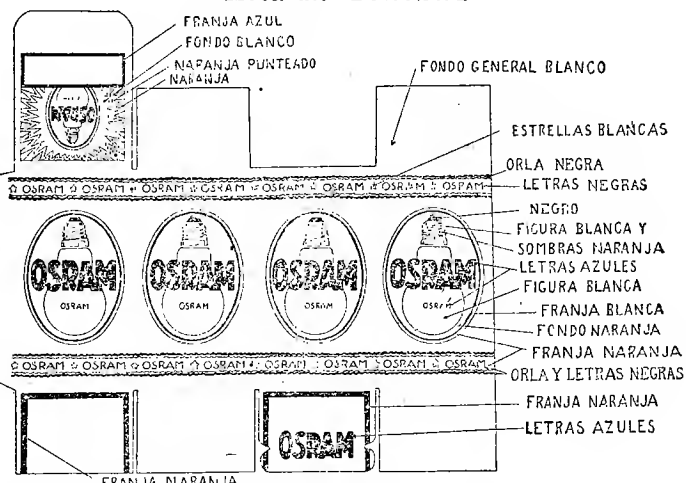 FRANJA AZUL
FONDO BLANCO
NARANJA PUNTEADO
NARANJA
FONDO GENERAL BLANCO
OSRAM
ESTRELLAS BLANCAS
ORLA NEGRA
OSRAM OSRAM OSRAM OSRAM OSRAM OSRAM OSRAM OSRAM
LETRAS NEGRAS
NEGRO
FIGURA BLANCA Y
SOMBRAS NARANJA
OSRAM OSRAM OSRAM OSRAM
LETRAS AZULES
FIGURA BLANCA
OSRAM OSRAM OSRAM OSRAM
FRANJA BLANCA
FONDO NARANJA
FRANJA NARANJA
OSRAM OSRAM OSRAM OSRAM OSRAM OSRAM OSRAM OSRAM
ORLA Y LETRAS NEGRAS
FRANJA NARANJA
OSRAM
LETRAS AZULES
FRANJA NARANJA